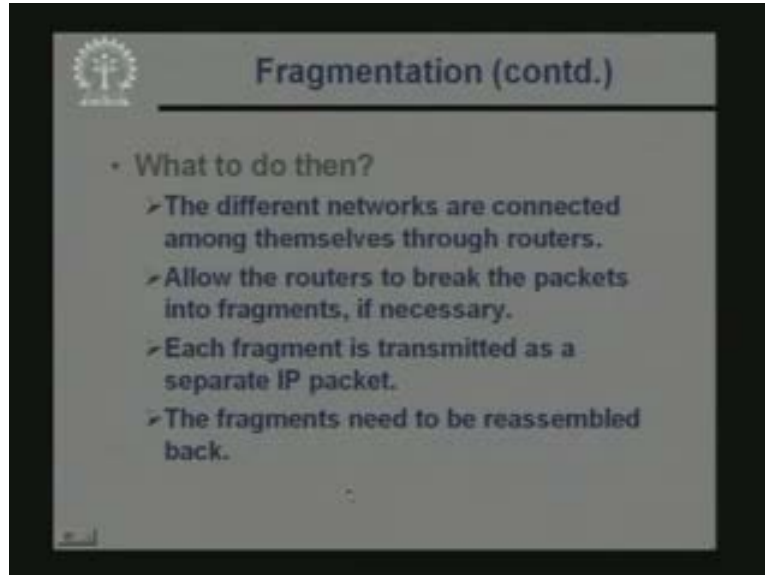 Fragmentation (contd.)
• What to do then?
➢The different networks are connected
among themselves through routers.
➢Allow the routers to break the packets
into fragments, if necessary.
➢Each fragment is transmitted as a
separate IP packet.
➢The fragments need to be reassembled
back.